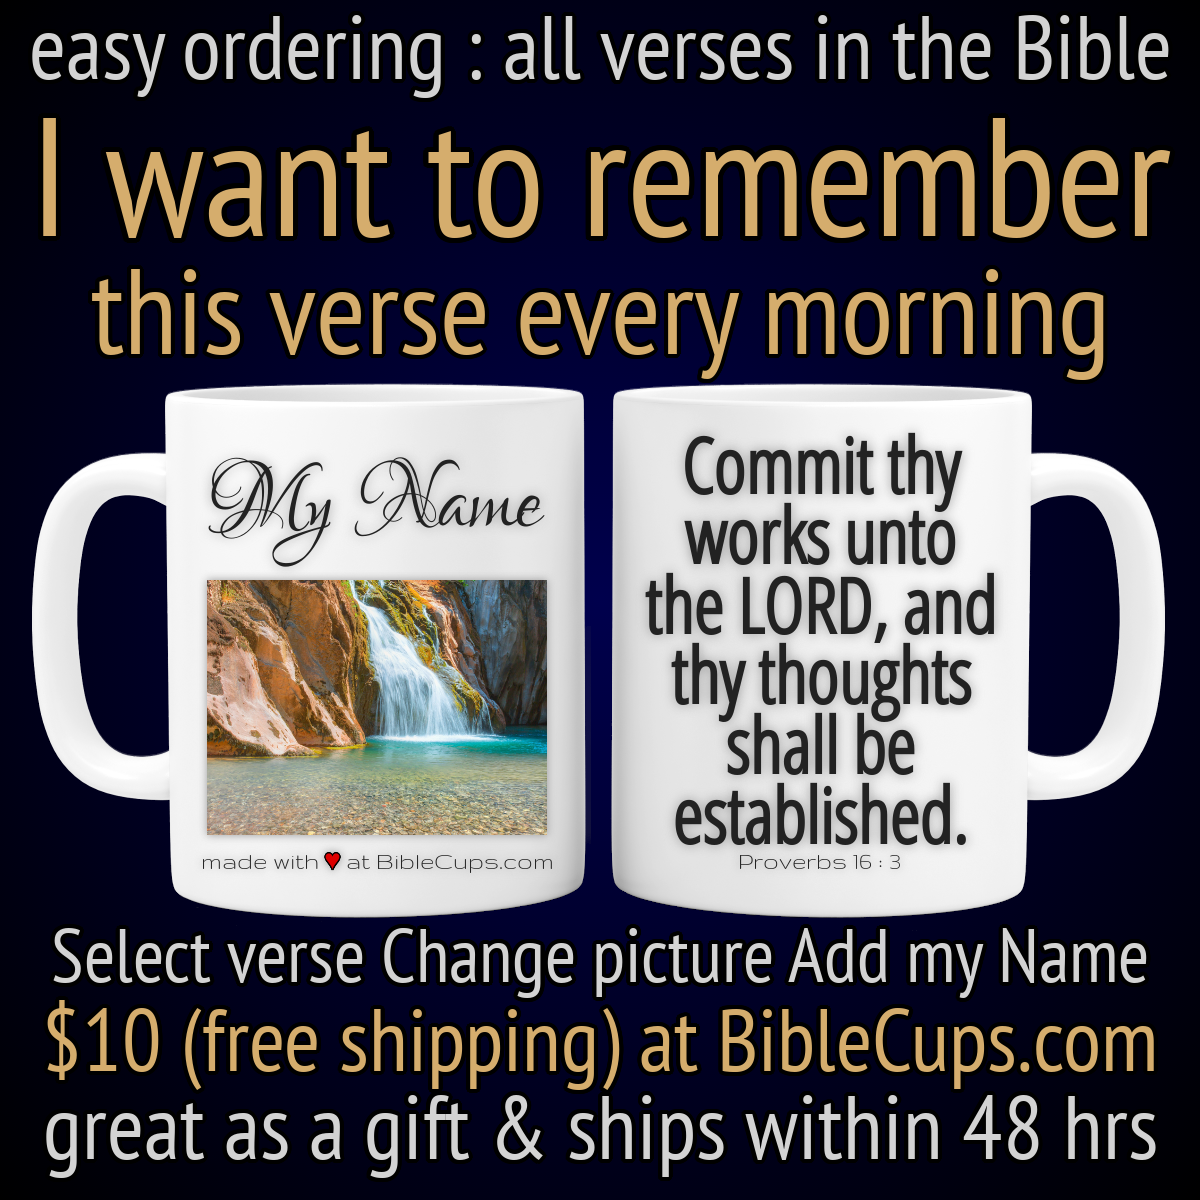 easy ordering : all verses in the Bible
I want to remember
this verse every morning
My Name
made with ♥ at BibleCups.com
Commit thy
works unto
the LORD, and
thy thoughts
shall be
established.
Proverbs 16 : 3
Select verse Change picture Add my Name
$10 (free shipping) at BibleCups.com
great as a gift & ships within 48 hrs